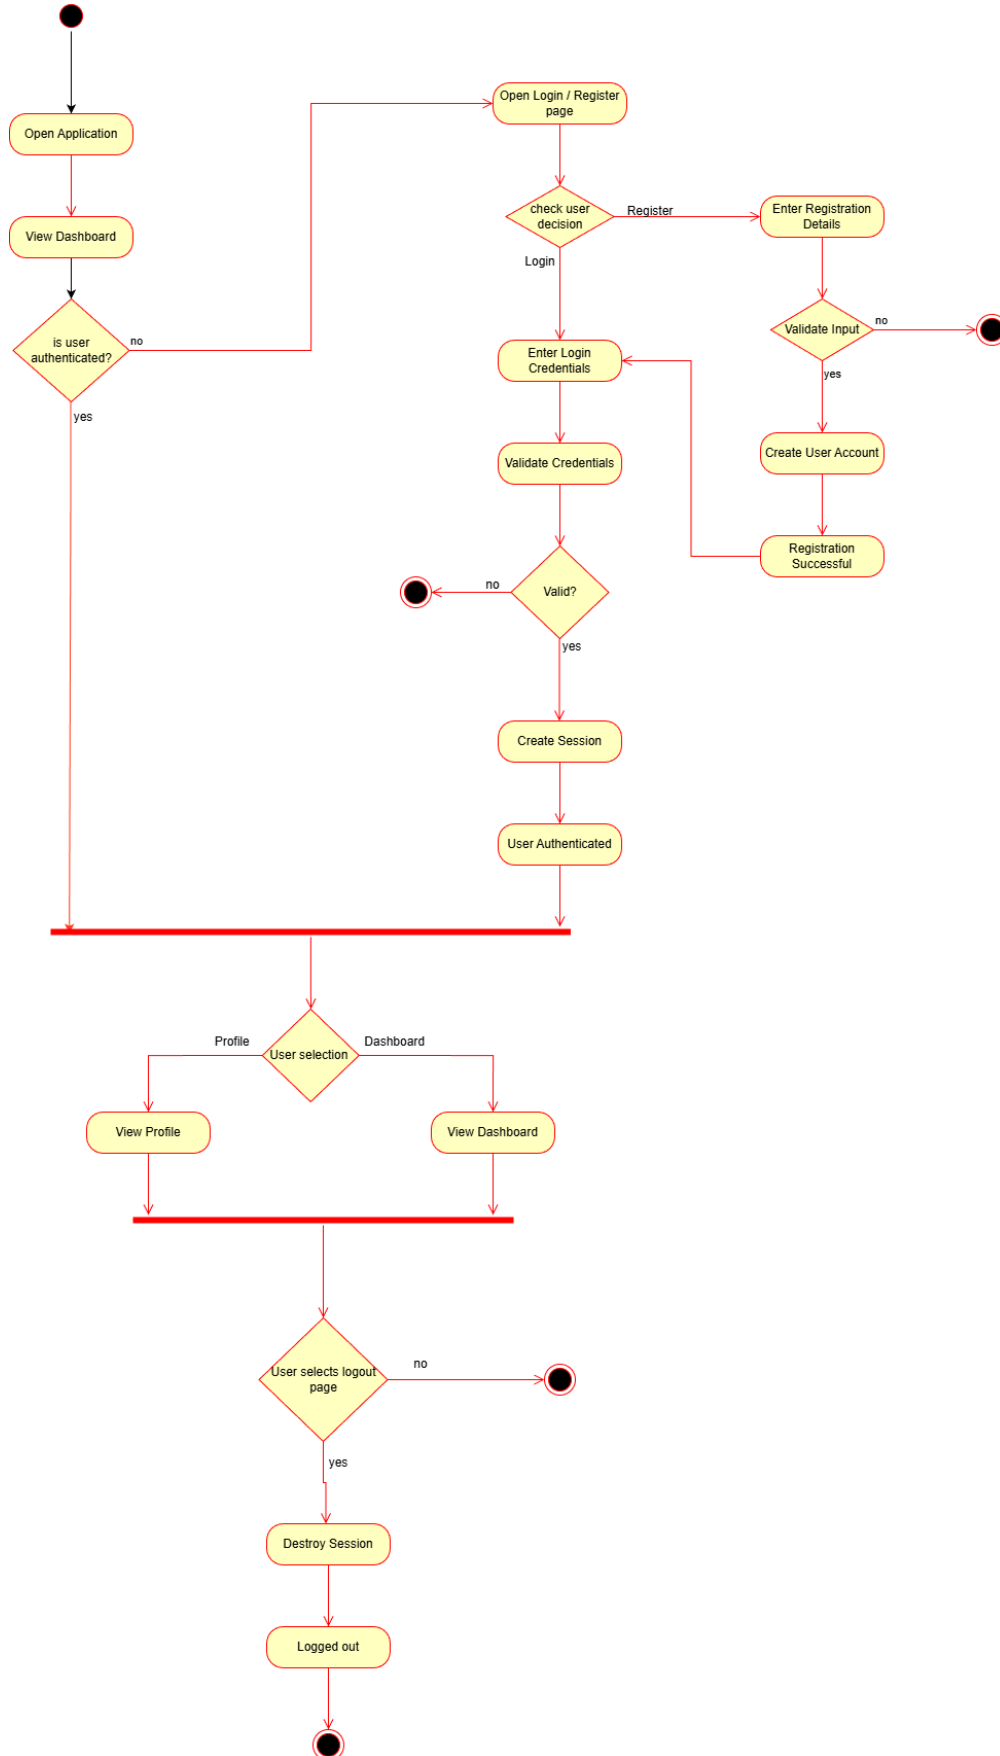 Open Application
View Dashboard
is user
authenticated?
no
yes
Open Login / Register
page
check user
decision
Register
Login
Enter Registration
Details
Validate Input
no
yes
Create User Account
Registration
Successful
Enter Login
Credentials
Validate Credentials
Valid?
no
yes
Create Session
User Authenticated
User selection
Profile
Dashboard
View Profile
View Dashboard
User selects logout
page
no
yes
Destroy Session
Logged out